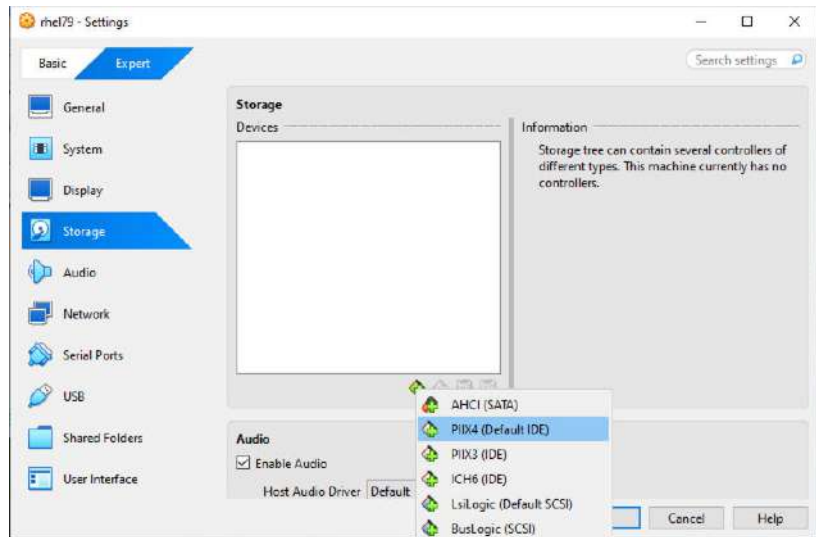 rhel79 - Settings
Basic
Expert
Search settings
General
System
Display
Storage
Audio
Network
Serial Ports
USB
Shared Folders
User Interface
Storage
Devices
Information
Storage tree can contain several controllers of
different types. This machine currently has no
controllers.
AHCI (SATA)
PIIX4 (Default IDE)
PIIX3 (IDE)
ICH6 (IDE)
LsiLogic (Default SCSI)
BusLogic (SCSI)
Audio
Enable Audio
Host Audio Driver Default
Cancel
Help